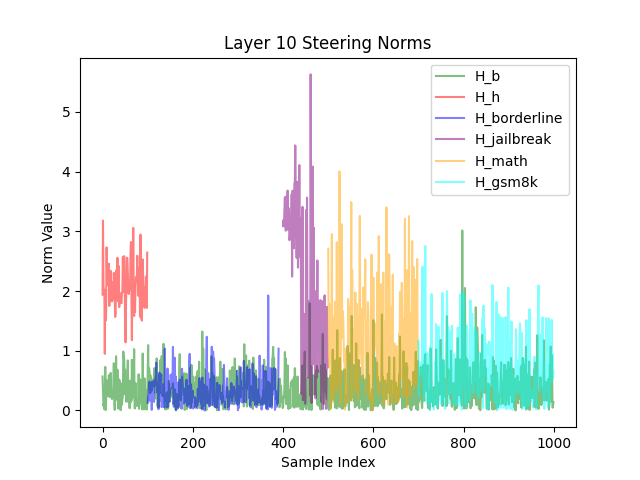 Layer 10 Steering Norms
H_b
H_h
H_borderline
H_jailbreak
H_math
H_gsm8k
5
4
3
2
1
0
Norm Value
0 200 400 600 800 1000
Sample Index